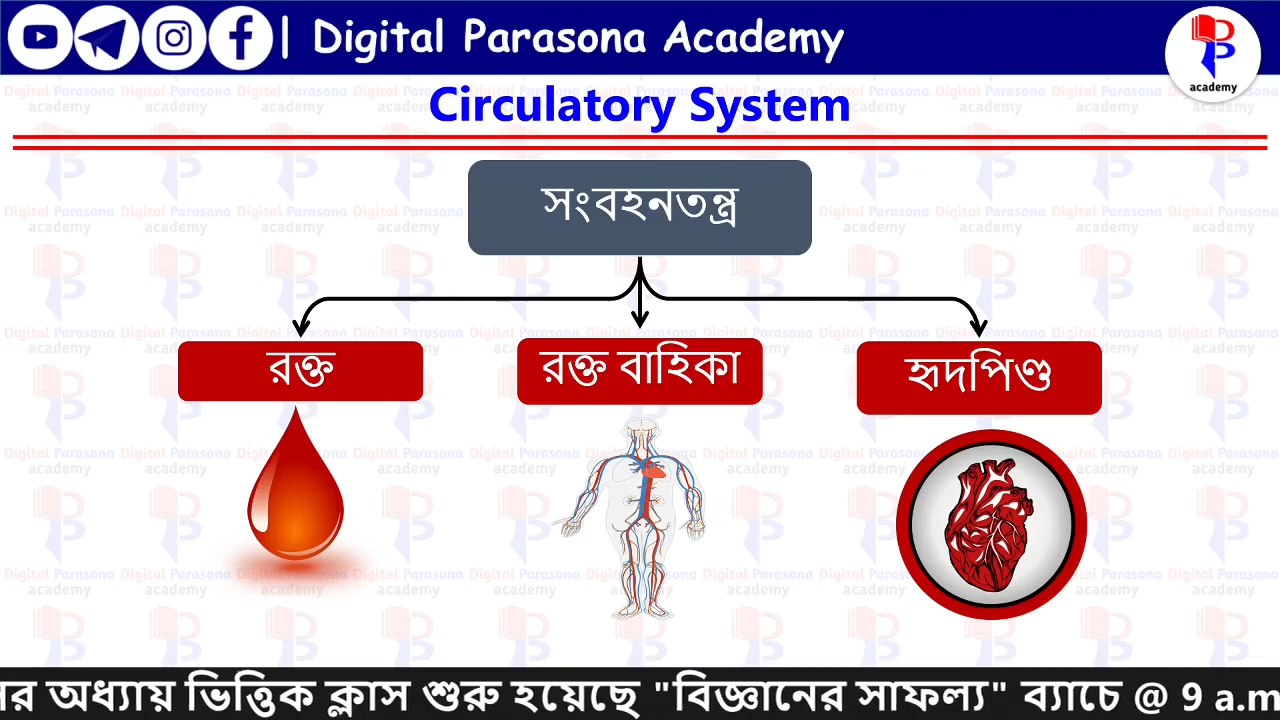 | Digital Parasona Academy
academy
Circulatory System
সংবহনতন্ত্র
রক্ত
রক্ত বাহিকা
হৃদপিণ্ড
অধ্যায় ভিত্তিক ক্লাস শুরু হয়েছে "বিজ্ঞানের সাফল্য" ব্যাচে @ 9 a.m